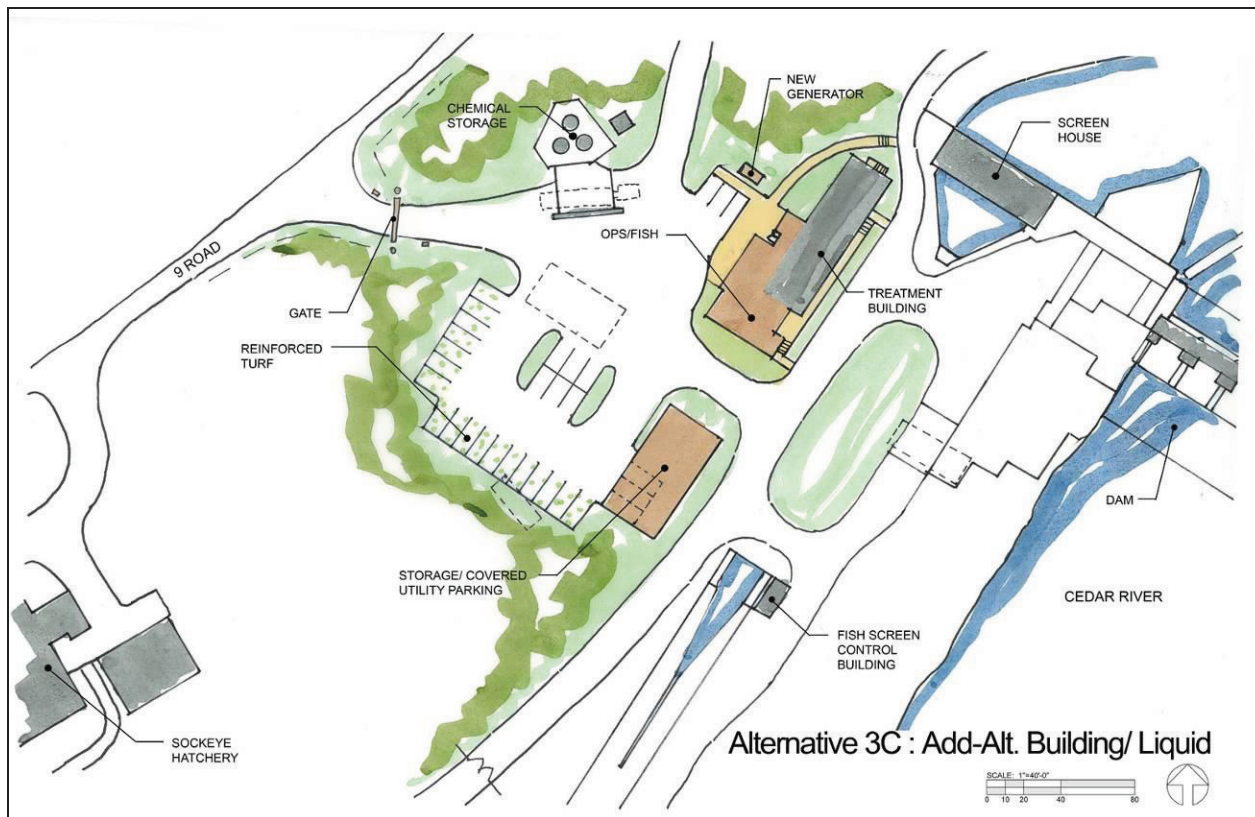 NEW
GENERATOR
CHEMICAL
STORAGE
SCREEN
HOUSE
OPS/FISH
9 ROAD
GATE
TREATMENT
BUILDING
REINFORCED
TURF
DAM
STORAGE/ COVERED
UTILITY PARKING
CEDAR RIVER
FISH SCREEN
CONTROL
BUILDING
SOCKEYE
HATCHERY
Alternative 3C : Add-Alt. Building/ Liquid
SCALE: 1"=40'-0"
0 10 20 40 80